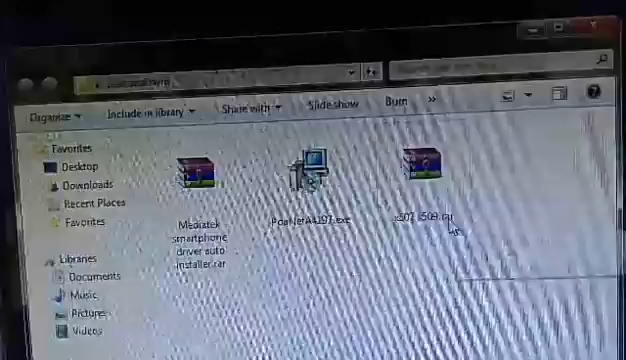 Organize
Include in library
Share with
Slide show
Burn
»
Favorites
Desktop
Downloads
Recent Places
Favorites
Libraries
Documents
Music
Pictures
Videos
Mediatek
smartphone
driver auto
installer.rar